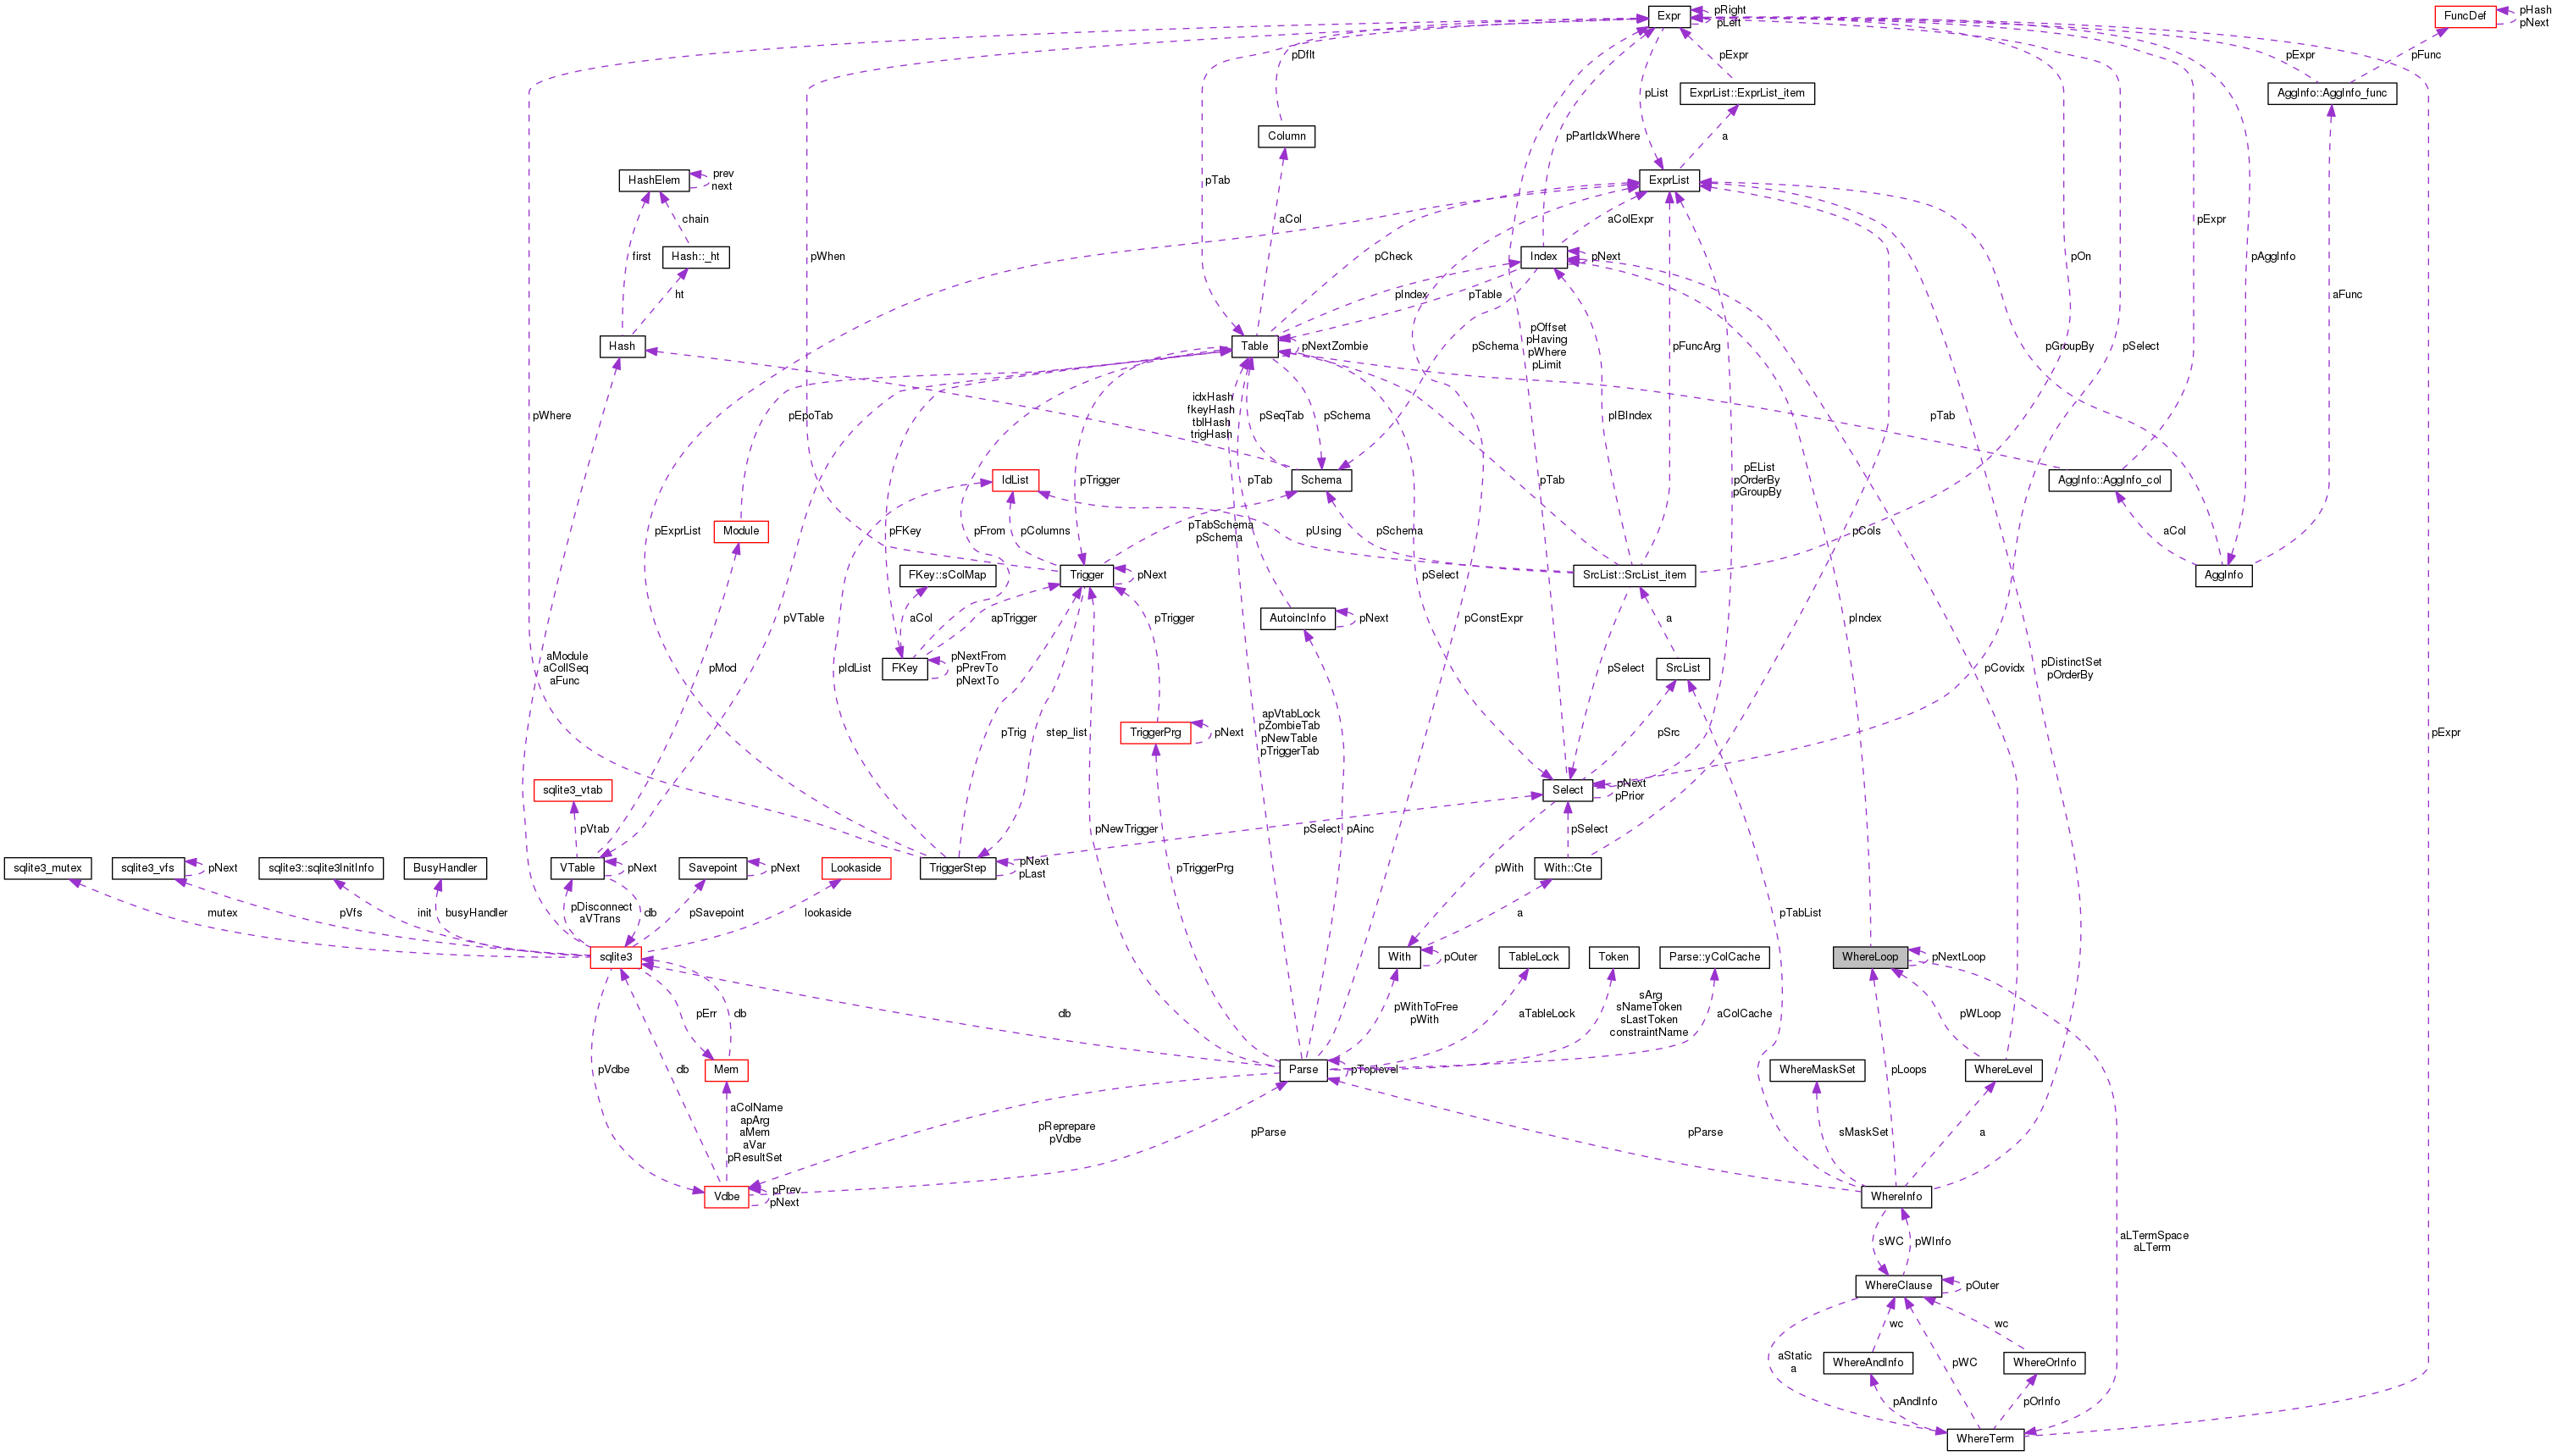 Expr
pRight
pLeft
FuncDef
pHash
pNext
pDflt
pExpr
pExpr
pFunc
pList
ExprList::ExprList_item
AggInfo::AggInfo_func
Column
pPartIdxWhere
a
HashElem
prev
next
pTab
ExprList
chain
aCol
aColExpr
pExpr
first
Hash::_ht
pWhen
pCheck
Index
pNext
pOn
pAggInfo
ht
pIndex
pTable
aFunc
Hash
Table
pNextZombie
pSchema
pOffset
pHaving
pWhere
pLimit
pFuncArg
pGroupBy
pSelect
idxHash
fkeyHash
tblHash
trigHash
pWhere
pEpoTab
pSeqTab
pSchema
pIBIndex
pTab
IdList
pTrigger
pTab
Schema
pTab
pEList
pOrderBy
pGroupBy
AggInfo::AggInfo_col
pExprList
Module
pFKey
pFrom
pColumns
pTabSchema
pSchema
pUsing
pSchema
pCols
aCol
FKey::sColMap
Trigger
pNext
pSelect
SrcList::SrcList_item
AggInfo
pVTable
aCol
apTrigger
pTrigger
AutoincInfo
pNext
pConstExpr
a
pIndex
aModule
aCollSeq
aFunc
pMod
pIdList
FKey
pNextFrom
pPrevTo
pNextTo
pSelect
SrcList
pCovidx
pDistinctSet
pOrderBy
pTrig
step_list
TriggerPrg
pNext
apVtabLock
pZombieTab
pNewTable
pTriggerTab
pSrc
pExpr
sqlite3_vtab
Select
pNext
pPrior
pVtab
pNewTrigger
pSelect
pAinc
pSelect
sqlite3_mutex
sqlite3_vfs
pNext
sqlite3::sqlite3InitInfo
BusyHandler
VTable
pNext
Savepoint
pNext
Lookaside
TriggerStep
pNext
pLast
pTriggerPrg
pWith
With::Cte
mutex
pVfs
init
busyHandler
pDisconnect
aVTrans
db
pSavepoint
lookaside
a
pTabList
sqlite3
With
pOuter
TableLock
Token
Parse::yColCache
WhereLoop
pNextLoop
pErr
db
db
pWithToFree
pWith
aTableLock
sArg
sNameToken
sLastToken
constraintName
aColCache
pWLoop
pVdbe
db
Mem
Parse
pToplevel
WhereMaskSet
pLoops
WhereLevel
aColName
apArg
aMem
aVar
pResultSet
pReprepare
pVdbe
pParse
pParse
sMaskSet
a
Vdbe
pPrev
pNext
WhereInfo
sWC
pWInfo
aLTermSpace
aLTerm
WhereClause
pOuter
wc
wc
aStatic
a
WhereAndInfo
pWC
WhereOrInfo
pAndInfo
pOrInfo
WhereTerm